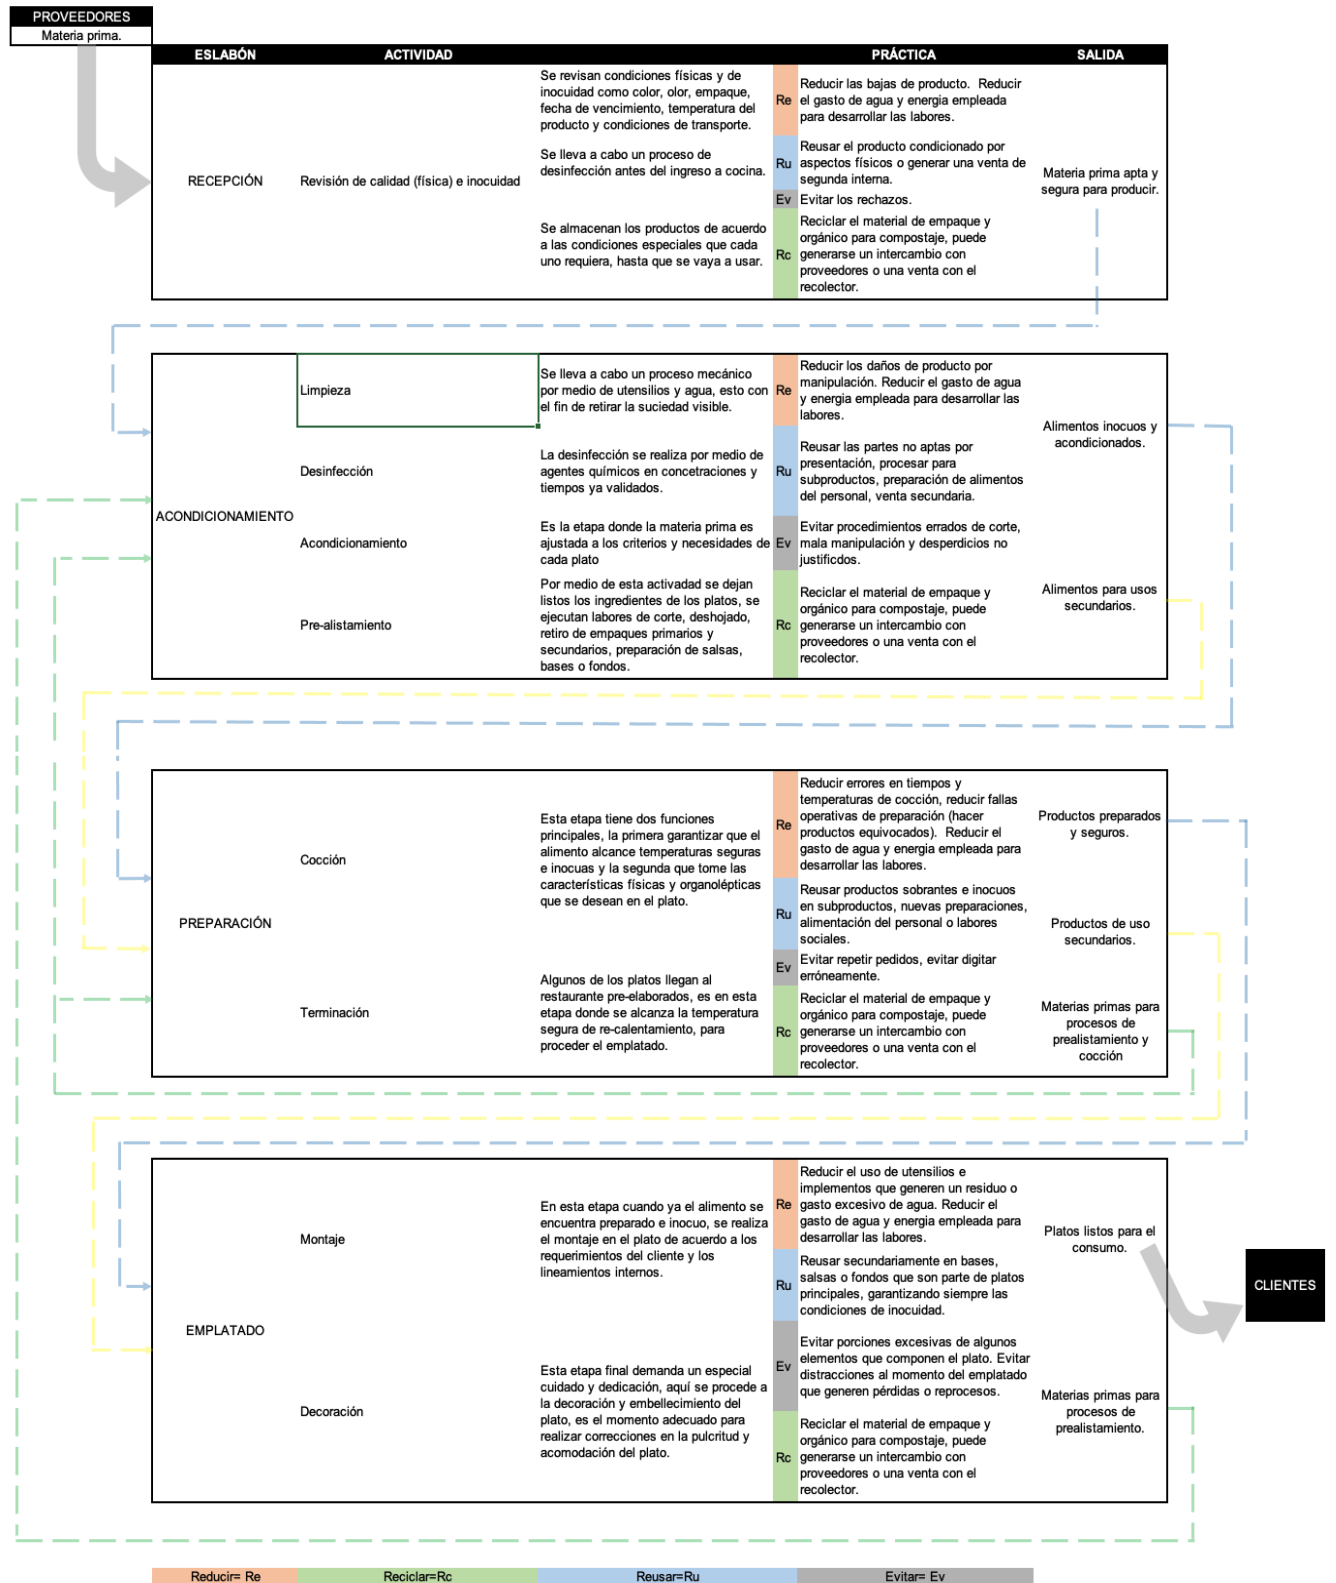 PROVEEDORES
Materia prima.
ESLABÓN
ACTIVIDAD
PRÁCTICA
SALIDA
RECEPCIÓN
Revisión de calidad (física) e inocuidad
Se revisan condiciones físicas y de
inocuidad como color, olor, empaque,
fecha de vencimiento, temperatura del
producto y condiciones de transporte.
Se lleva a cabo un proceso de
desinfección antes del ingreso a cocina.
Se almacenan los productos de acuerdo
a las condiciones especiales que cada
uno requiera, hasta que se vaya a usar.
Re
Reducir las bajas de producto. Reducir
el gasto de agua y energia empleada
para desarrollar las labores.
Ru
Reusar el producto condicionado por
aspectos físicos o generar una venta de
segunda interna.
Ev
Evitar los rechazos.
Rc
Reciclar el material de empaque y
orgánico para compostaje, puede
generarse un intercambio con
proveedores o una venta con el
recolector.
Materia prima apta y
segura para producir.
ACONDICIONAMIENTO
Limpieza
Se lleva a cabo un proceso mecánico
por medio de utensilios y agua, esto con
el fin de retirar la suciedad visible.
Desinfección
La desinfección se realiza por medio de
agentes químicos en concetraciones y
tiempos ya validados.
Acondicionamiento
Es la etapa donde la materia prima es
ajustada a los criterios y necesidades de
cada plato
Pre-alistamiento
Por medio de esta activadad se dejan
listos los ingredientes de los platos, se
ejecutan labores de corte, deshojado,
retiro de empaques primarios y
secundarios, preparación de salsas,
bases o fondos.
Re
Reducir los daños de producto por
manipulación. Reducir el gasto de agua
y energia empleada para desarrollar las
labores.
Ru
Reusar las partes no aptas por
presentación, procesar para
subproductos, preparación de alimentos
del personal, venta secundaria.
Ev
Evitar procedimientos errados de corte,
mala manipulación y desperdicios no
justificdos.
Rc
Reciclar el material de empaque y
orgánico para compostaje, puede
generarse un intercambio con
proveedores o una venta con el
recolector.
Alimentos inocuos y
acondicionados.
Alimentos para usos
secundarios.
PREPARACIÓN
Cocción
Esta etapa tiene dos funciones
principales, la primera garantizar que el
alimento alcance temperaturas seguras
e inocuas y la segunda que tome las
características físicas y organolépticas
que se desean en el plato.
Terminación
Algunos de los platos llegan al
restaurante pre-elaborados, es en esta
etapa donde se alcanza la temperatura
segura de re-calentamiento, para
proceder el emplatado.
Re
Reducir errores en tiempos y
temperaturas de cocción, reducir fallas
operativas de preparación (hacer
productos equivocados). Reducir el
gasto de agua y energia empleada para
desarrollar las labores.
Ru
Reusar productos sobrantes e inocuos
en subproductos, nuevas preparaciones,
alimentación del personal o labores
sociales.
Ev
Evitar repetir pedidos, evitar digitar
erróneamente.
Rc
Reciclar el material de empaque y
orgánico para compostaje, puede
generarse un intercambio con
proveedores o una venta con el
recolector.
Productos preparados
y seguros.
Productos de uso
secundarios.
Materias primas para
procesos de
prealistamiento y
cocción
EMPLATADO
Montaje
En esta etapa cuando ya el alimento se
encuentra preparado e inocuo, se realiza
el montaje en el plato de acuerdo a los
requerimientos del cliente y los
lineamientos internos.
Decoración
Esta etapa final demanda un especial
cuidado y dedicación, aquí se procede a
la decoración y embellecimiento del
plato, es el momento adecuado para
realizar correcciones en la pulcritud y
acomodación del plato.
Re
Reducir el uso de utensilios e
implementos que generen un residuo o
gasto excesivo de agua. Reducir el
gasto de agua y energia empleada para
desarrollar las labores.
Ru
Reusar secundariamente en bases,
salsas o fondos que son parte de platos
principales, garantizando siempre las
condiciones de inocuidad.
Ev
Evitar porciones excesivas de algunos
elementos que componen el plato. Evitar
distracciones al momento del emplatado
que generen pérdidas o reprocesos.
Rc
Reciclar el material de empaque y
orgánico para compostaje, puede
generarse un intercambio con
proveedores o una venta con el
recolector.
Platos listos para el
consumo.
Materias primas para
procesos de
prealistamiento.
CLIENTES
Reducir= Re
Reciclar=Rc
Reusar=Ru
Evitar= Ev